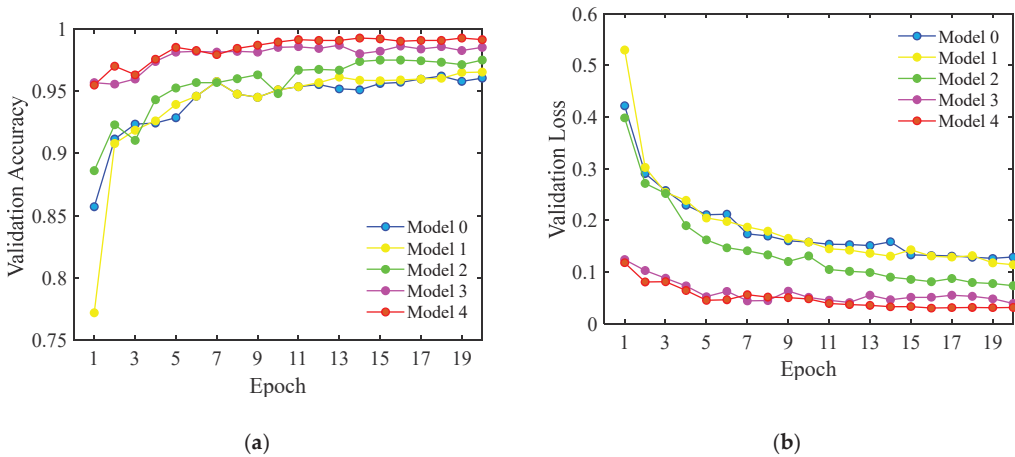 1
0.95
0.9
0.85
0.8
0.75
Validation Accuracy
Model 0
Model 1
Model 2
Model 3
Model 4
1 3 5 7 9 11 13 15 17 19
Epoch
(a)
0.6
0.5
0.4
0.3
0.2
0.1
0
Validation Loss
Model 0
Model 1
Model 2
Model 3
Model 4
1 3 5 7 9 11 13 15 17 19
Epoch
(b)